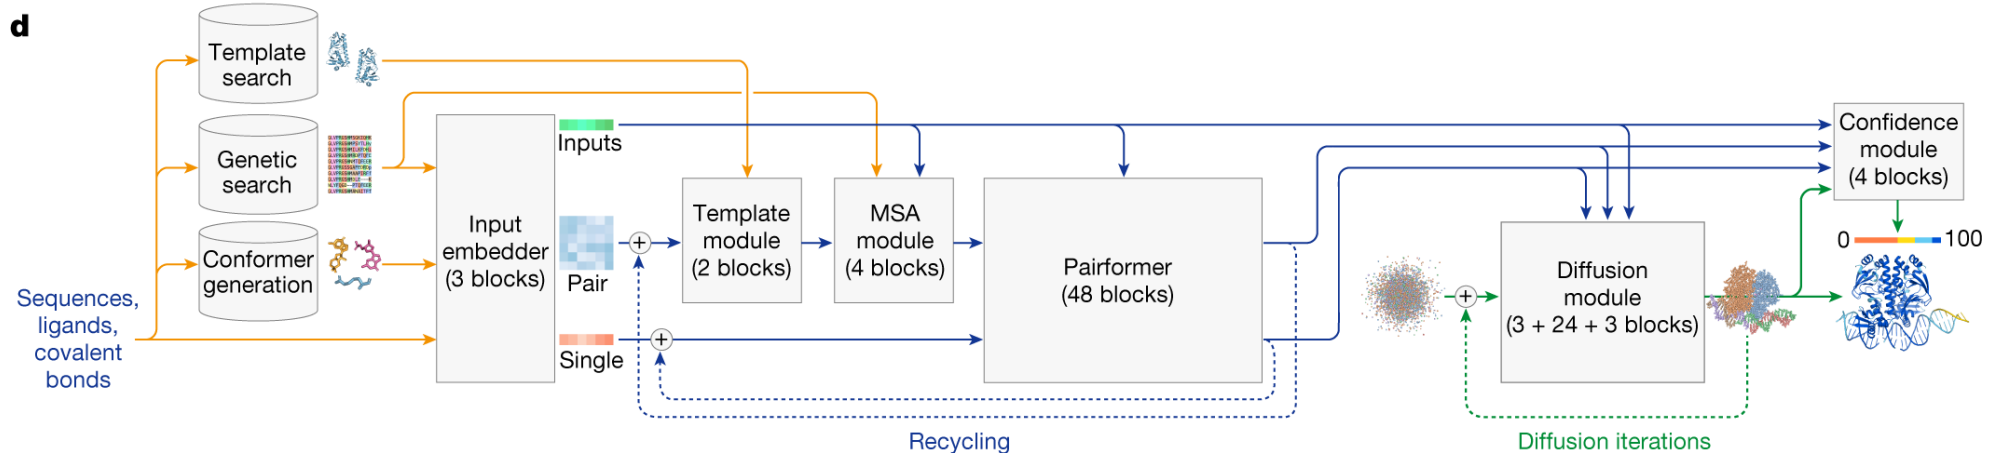 d
Template
search
Genetic
search
Conformer
generation
Sequences,
ligands,
covalent
bonds
Input
embedder
(3 blocks)
Inputs
Pair
Single
Template
module
(2 blocks)
MSA
module
(4 blocks)
Pairformer
(48 blocks)
Recycling
Diffusion
module
(3 + 24 + 3 blocks)
Diffusion iterations
Confidence
module
(4 blocks)
0 100